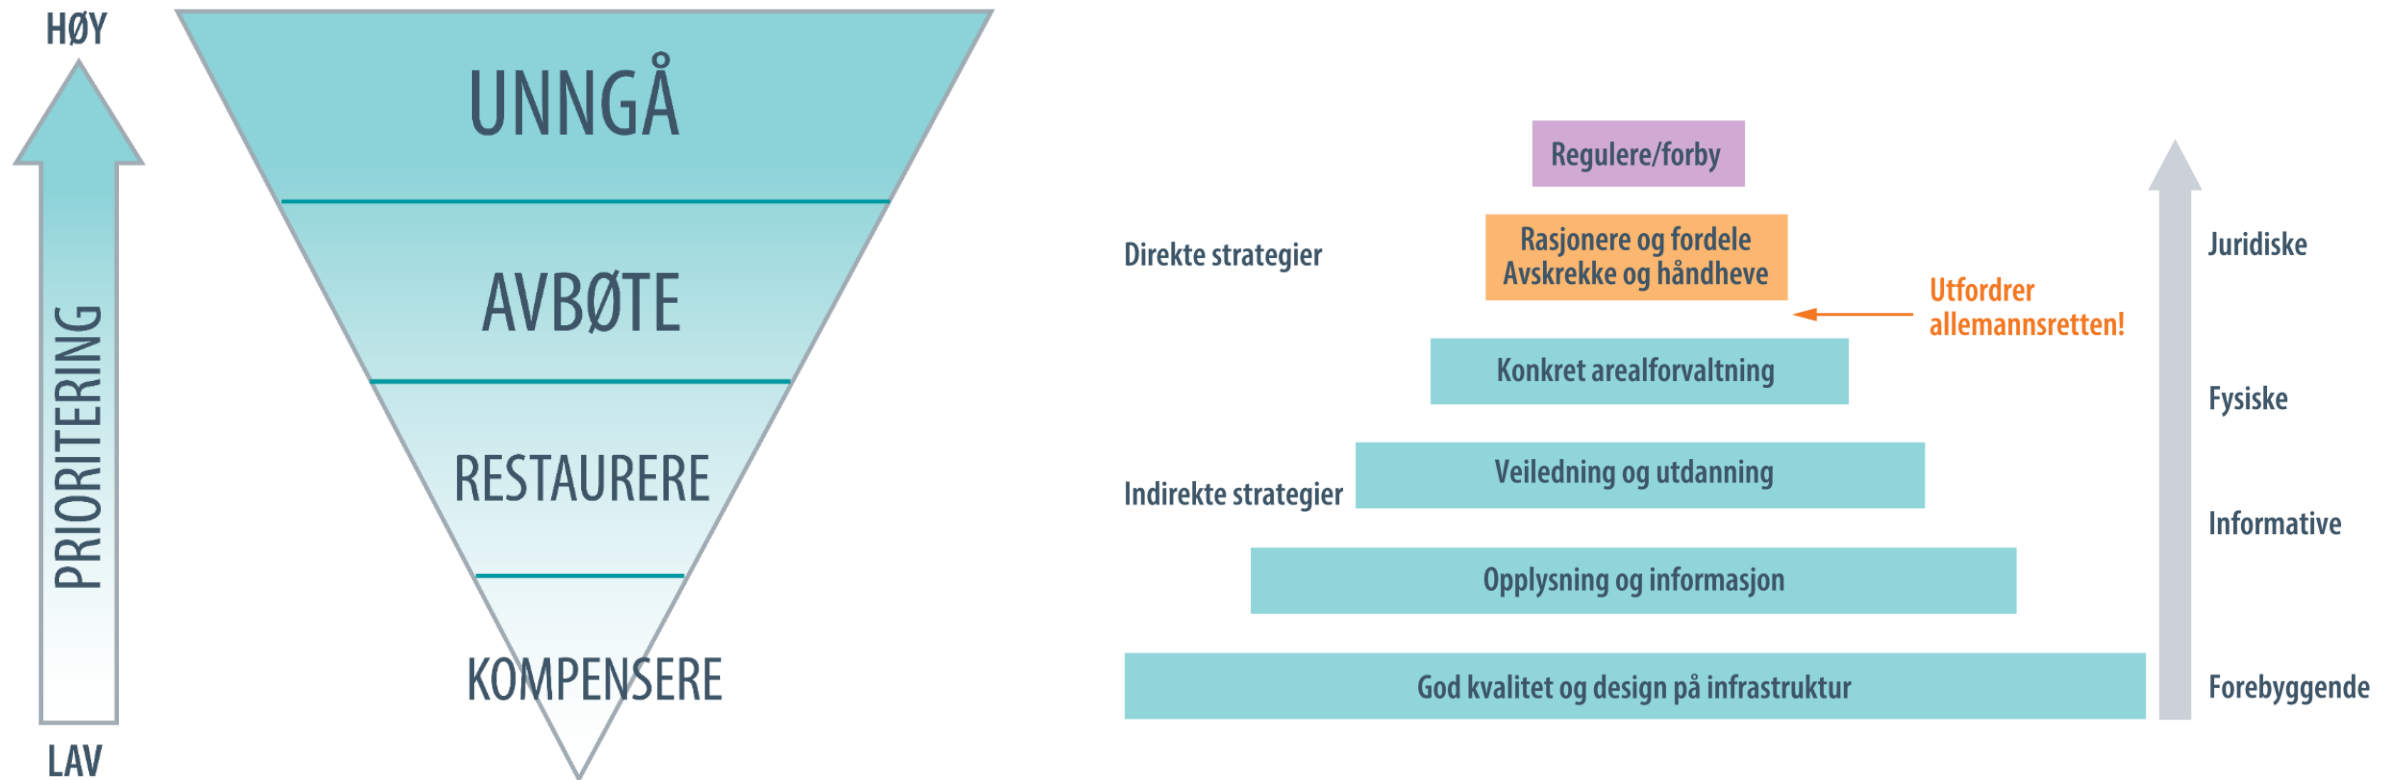 HØY
PRIORITERING
LAV
UNNGÅ
AVBØTE
RESTAURERE
KOMPENSERE
Regulere/forby
Direkte strategier
Rasjonere og fordele
Avskrekke og håndheve
Juridiske
Utfordrer
allemannsretten!
Konkret arealforvaltning
Fysiske
Veiledning og utdanning
Indirekte strategier
Informative
Opplysning og informasjon
God kvalitet og design på infrastruktur
Forebyggende